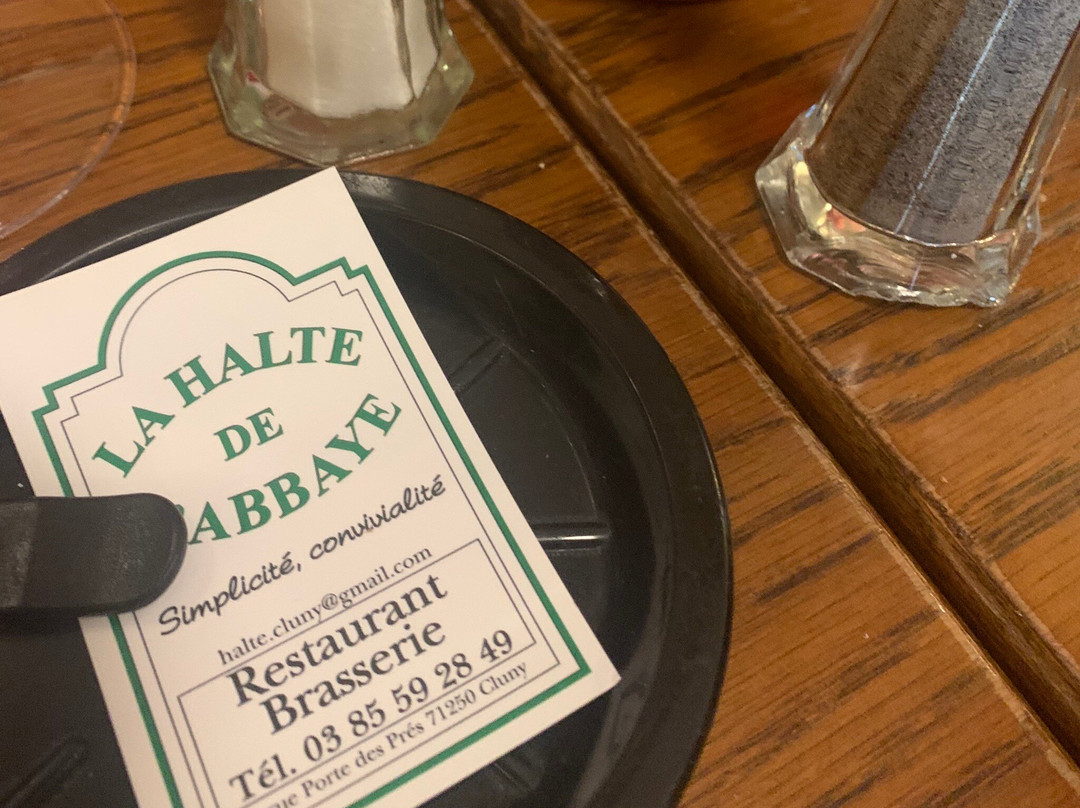 LA HALTE
DE
L'ABBAYE
Simplicité, convivialité
halte.cluny@gmail.com
Restaurant
Brasserie
Tél. 03 85 59 28 49
Porte des Prés 71250 Cluny